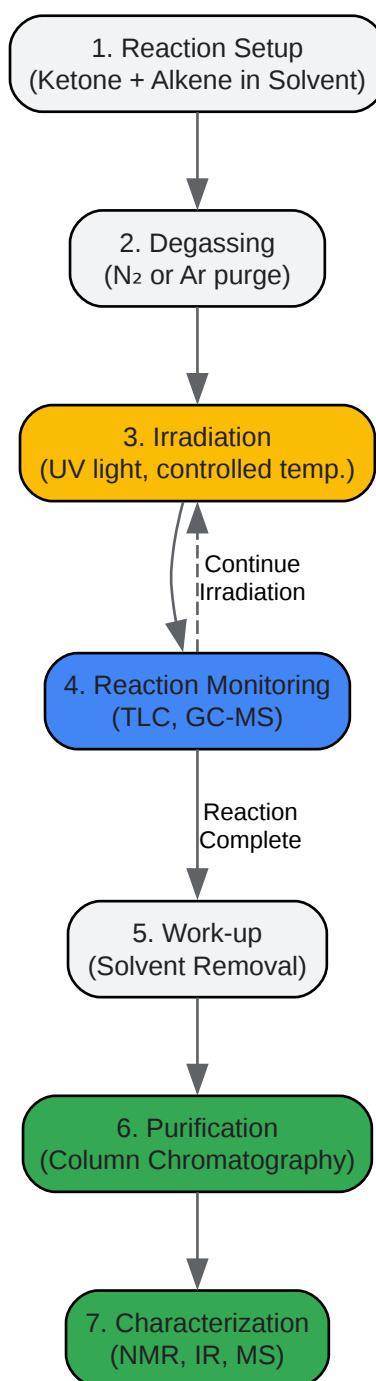 1. Reaction Setup
(Ketone + Alkene in Solvent)
2. Degassing
(N₂ or Ar purge)
3. Irradiation
(UV light, controlled temp.)
Continue
Irradiation
4. Reaction Monitoring
(TLC, GC-MS)
Reaction
Complete
5. Work-up
(Solvent Removal)
6. Purification
(Column Chromatography)
7. Characterization
(NMR, IR, MS)